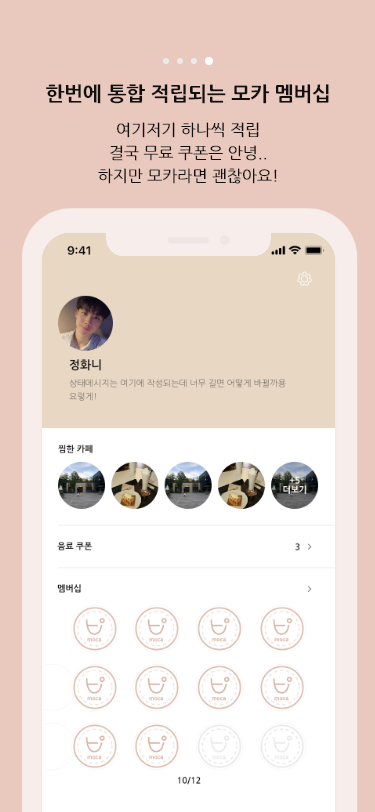 한번에 통합 적립되는 모카 멤버십
여기저기 하나씩 적립
결국 무료 쿠폰은 안녕..
하지만 모카라면 괜찮아요!
9:41
정화니
상태메시지는 여기에 작성되는데 너무 길면 어떻게 바뀔까용
요렇게!
찜한 카페
+5
더보기
음료 쿠폰
3
멤버십
moca
moca
moca
moca
moca
moca
moca
moca
moca
moca
moca
moca
10/12